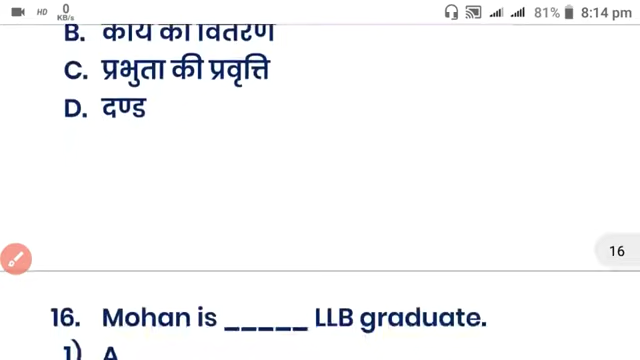 HD 0 KB/s 81% 8:14 pm
B. कार्य का वितरण
C. प्रभुता की प्रवृत्ति
D. दण्ड
16
16. Mohan is _____ LLB graduate.
1) A